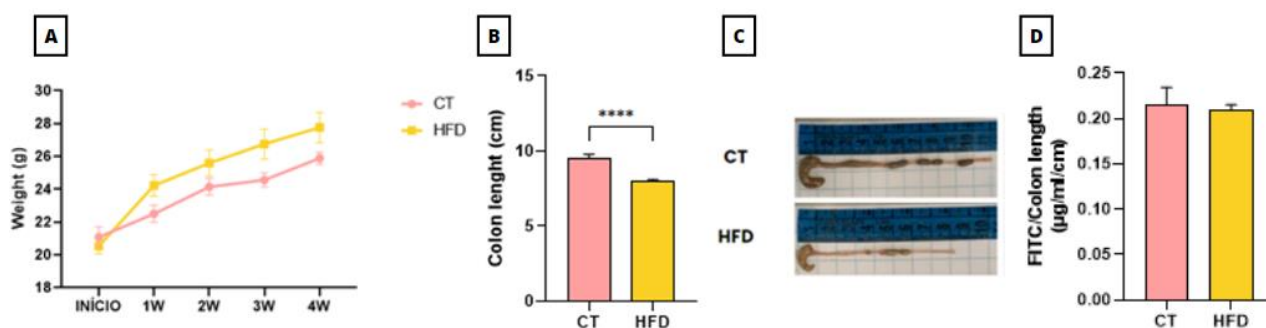 A
B
C
D
30
28
26
24
22
20
18
Weight (g)
INÍCIO
1W
2W
3W
4W
CT
HFD
15
10
5
0
Colon lenght (cm)
****
CT
HFD
CT
HFD
0.25
0.20
0.15
0.10
0.05
0.00
FITC/Colon length
(µg/ml/cm)
CT
HFD